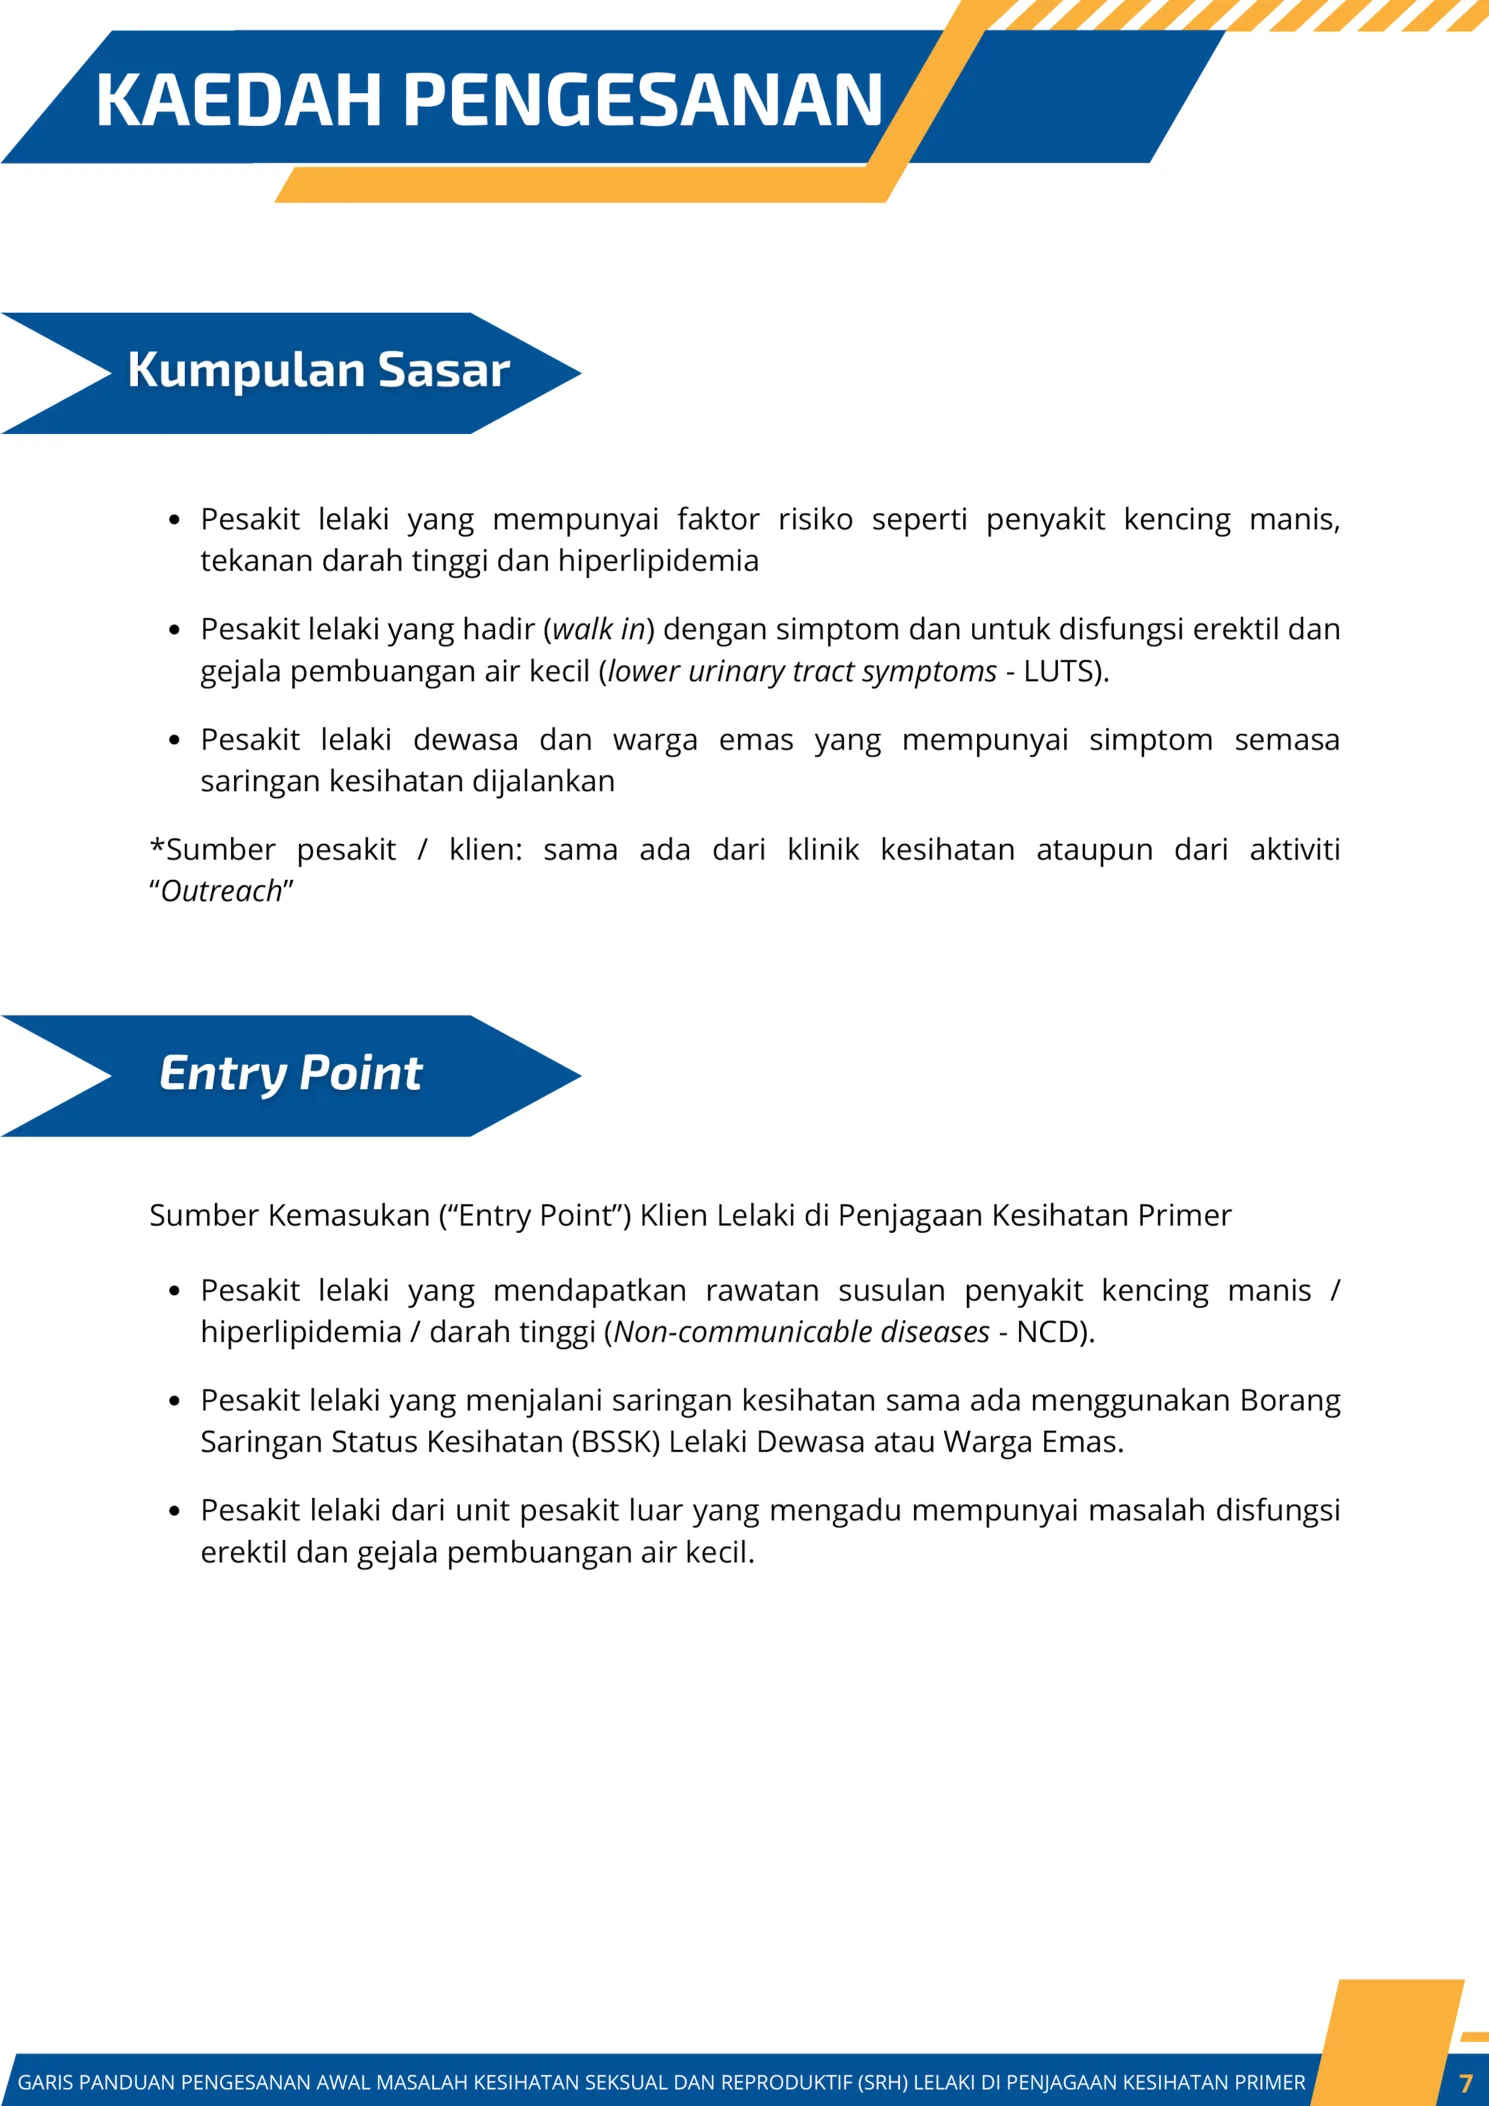 KAEDAH PENGESANAN
Kumpulan Sasar
• Pesakit lelaki yang mempunyai faktor risiko seperti penyakit kencing manis,
tekanan darah tinggi dan hiperlipidemia
• Pesakit lelaki yang hadir (walk in) dengan simptom dan untuk disfungsi erektil dan
gejala pembuangan air kecil (lower urinary tract symptoms - LUTS).
• Pesakit lelaki dewasa dan warga emas yang mempunyai simptom semasa
saringan kesihatan dijalankan
*Sumber pesakit / klien: sama ada dari klinik kesihatan ataupun dari aktiviti
“Outreach”
Entry Point
Sumber Kemasukan (“Entry Point”) Klien Lelaki di Penjagaan Kesihatan Primer
• Pesakit lelaki yang mendapatkan rawatan susulan penyakit kencing manis /
hiperlipidemia / darah tinggi (Non-communicable diseases - NCD).
• Pesakit lelaki yang menjalani saringan kesihatan sama ada menggunakan Borang
Saringan Status Kesihatan (BSSK) Lelaki Dewasa atau Warga Emas.
• Pesakit lelaki dari unit pesakit luar yang mengadu mempunyai masalah disfungsi
erektil dan gejala pembuangan air kecil.
GARIS PANDUAN PENGESANAN AWAL MASALAH KESIHATAN SEKSUAL DAN REPRODUKTIF (SRH) LELAKI DI PENJAGAAN KESIHATAN PRIMER
7